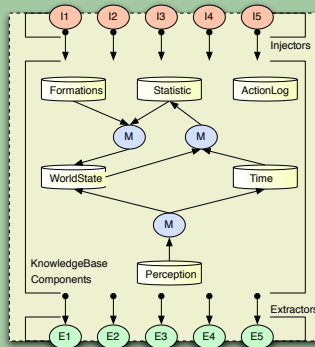 I1 I2 I3 I4 I5
Injectors
Formations Statistic ActionLog
M M
WorldState Time
M
KnowledgeBase
Components
Perception
Extractors
E1 E2 E3 E4 E5